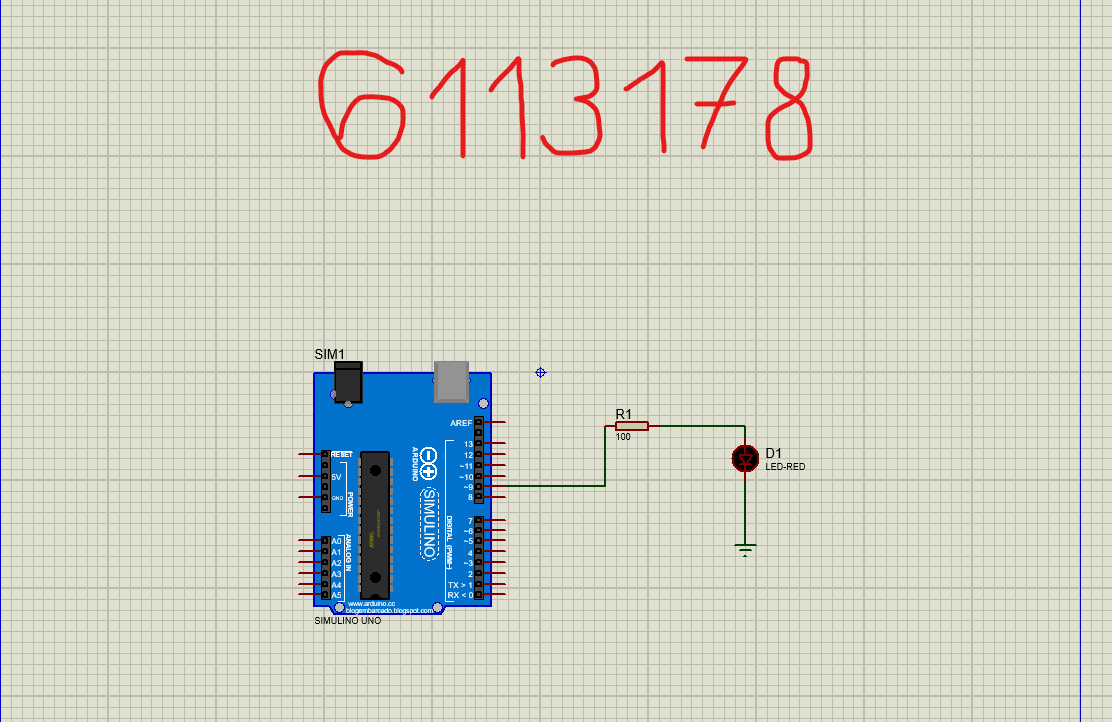 6113178
SIM1
AREF
13
12
~11
~10
~9
8
7
~6
~5
4
~3
2
TX > 1
RX < 0
RESET
5V
GND
POWER
A0
A1
A2
A3
A4
A5
ANALOG IN
ARDUINO
SIMULINO
DIGITAL (PWM~)
www.arduino.cc
blogembarcado.blogspot.com
SIMULINO UNO
R1
100
D1
LED-RED